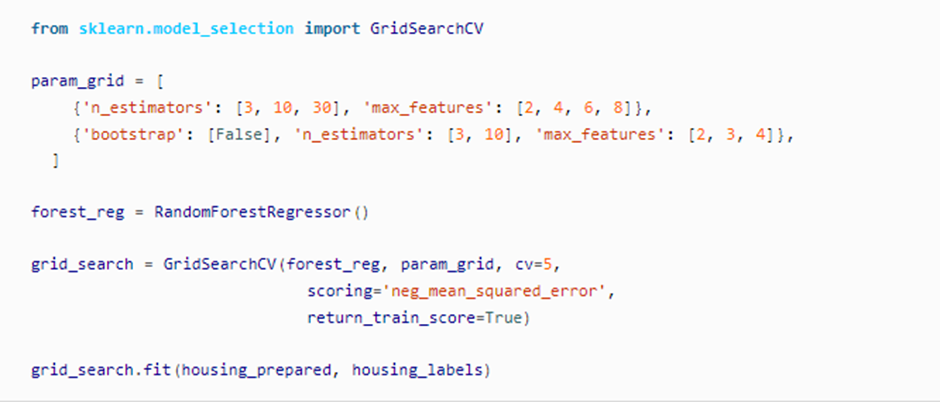 from sklearn.model_selection import GridSearchCV
param_grid = [
{'n_estimators': [3, 10, 30], 'max_features': [2, 4, 6, 8]},
{'bootstrap': [False], 'n_estimators': [3, 10], 'max_features': [2, 3, 4]},
]
forest_reg = RandomForestRegressor()
grid_search = GridSearchCV(forest_reg, param_grid, cv=5,
scoring='neg_mean_squared_error',
return_train_score=True)
grid_search.fit(housing_prepared, housing_labels)